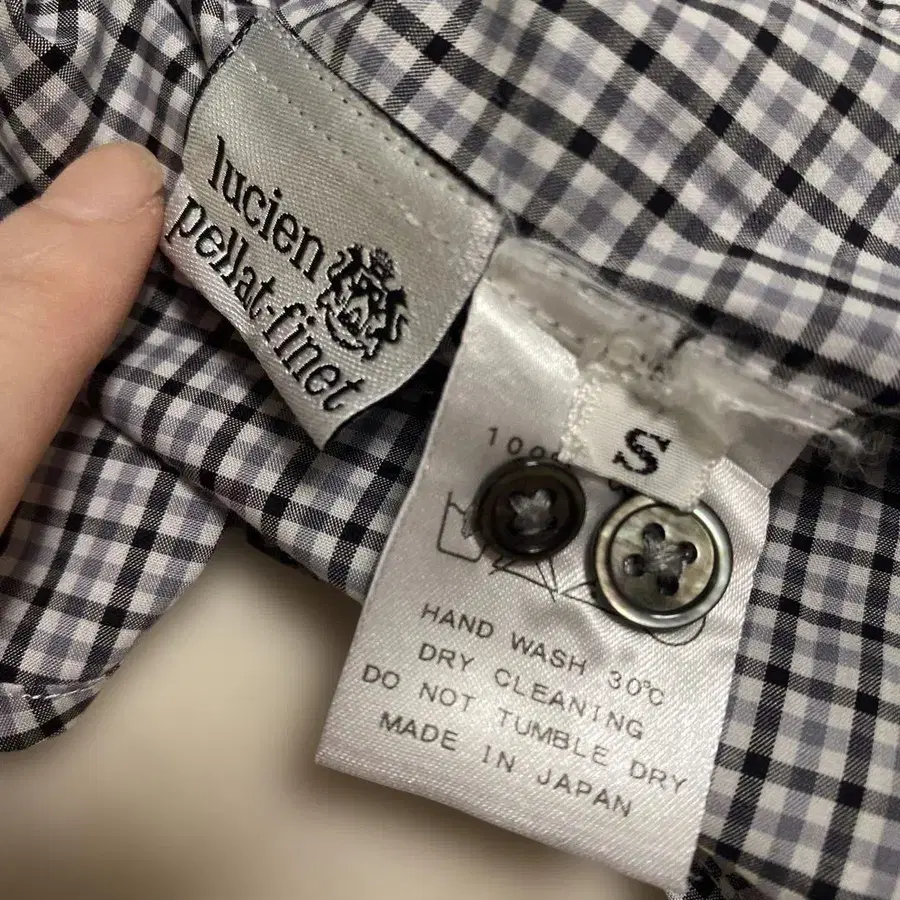 lucien
pellat-finet
S
HAND WASH 30℃
DRY CLEANING
DO NOT TUMBLE DRY
MADE IN JAPAN